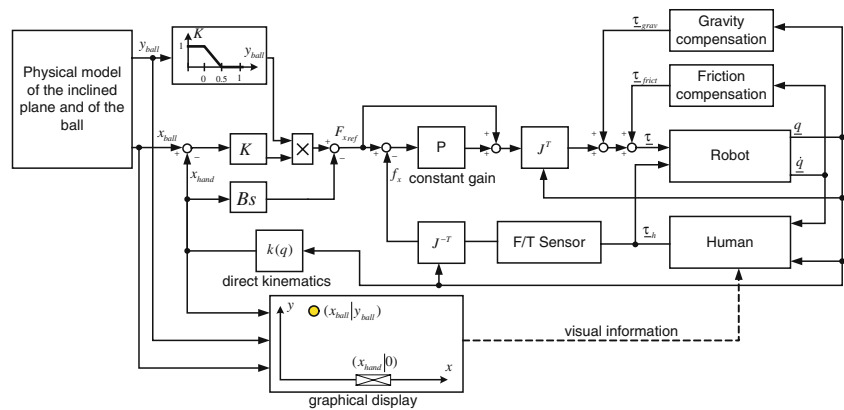 Physical model
of the inclined
plane and of the
ball
y_ball
K
1
0 0.5 1
y_ball
x_ball
+
−
K
×
x_hand
Bs
k(q)
direct kinematics
+
−
F_xref
+
−
f_x
P
constant gain
+
+
J^T
J^−T
F/T Sensor
+
+
+
+
τ_grav
Gravity
compensation
τ_frict
Friction
compensation
τ
Robot
q
q̇
τ_h
Human
y
(x_ball|y_ball)
(x_hand|0)
x
graphical display
visual information